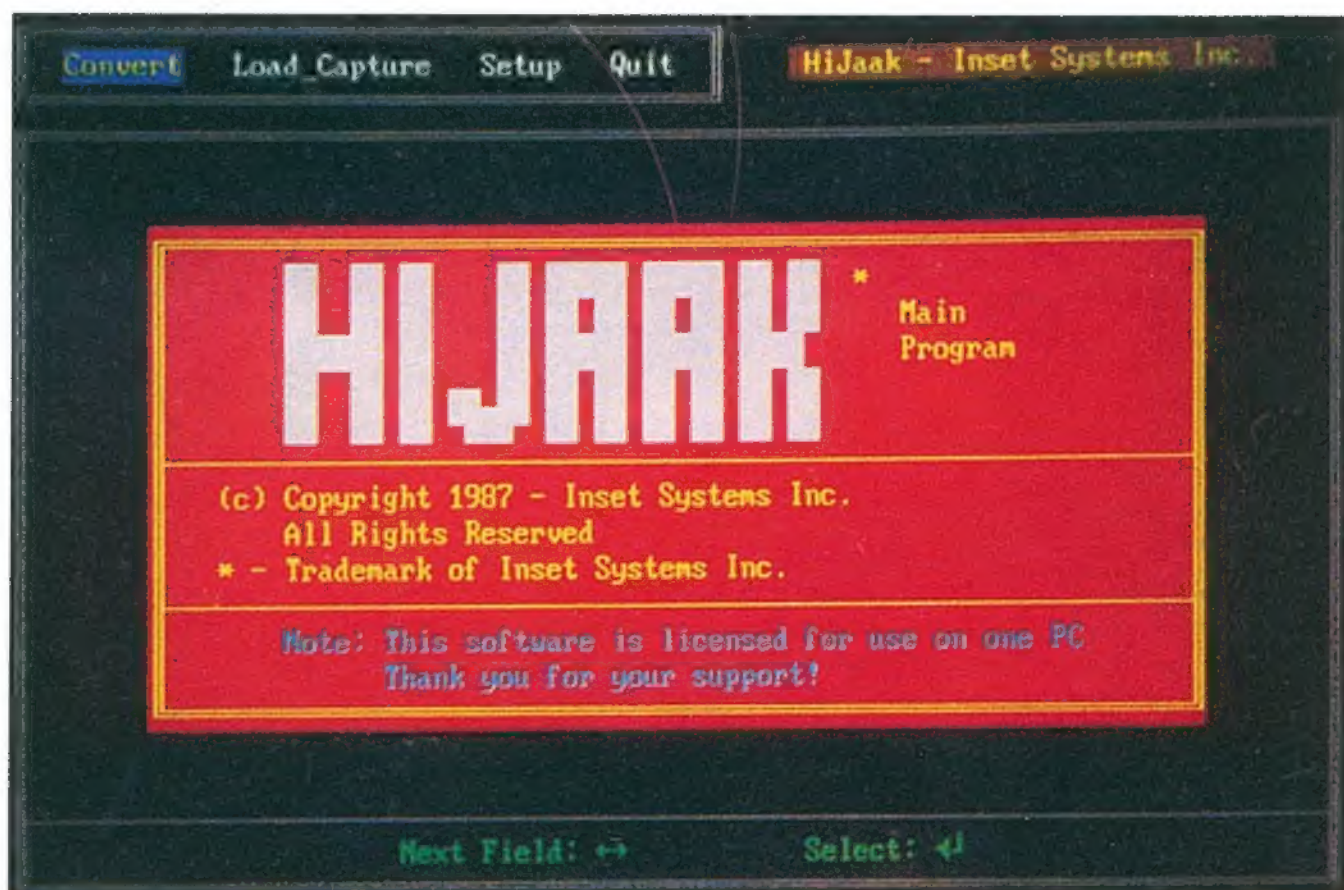 Convert Load_Capture Setup Quit
HiJaak - Inset Systems Inc.
HIJAAK *
Main
Program
(c) Copyright 1987 - Inset Systems Inc.
All Rights Reserved
* - Trademark of Inset Systems Inc.
Note: This software is licensed for use on one PC
Thank you for your support!
Next Field: ↔ Select: ↵